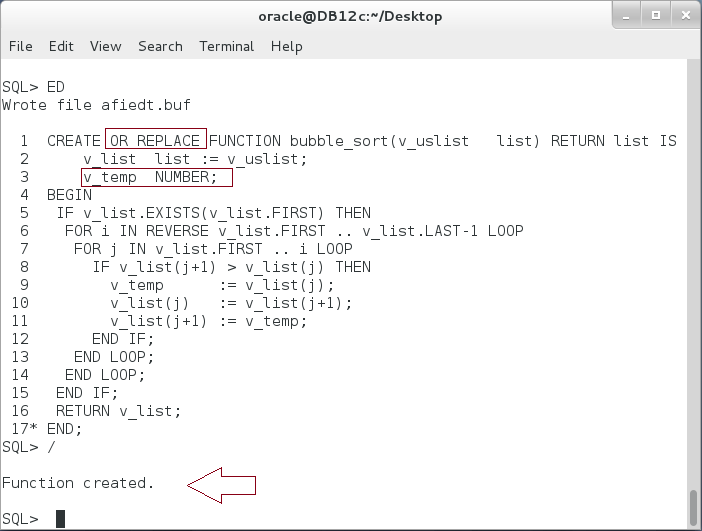 oracle@DB12c:~/Desktop
File Edit View Search Terminal Help
SQL> ED
Wrote file afiedt.buf
1 CREATE OR REPLACE FUNCTION bubble_sort(v_uslist   list) RETURN list IS
2      v_list  list := v_uslist;
3      v_temp  NUMBER;
4  BEGIN
5   IF v_list.EXISTS(v_list.FIRST) THEN
6    FOR i IN REVERSE v_list.FIRST .. v_list.LAST-1 LOOP
7     FOR j IN v_list.FIRST .. i LOOP
8       IF v_list(j+1) > v_list(j) THEN
9         v_temp      := v_list(j);
10         v_list(j)   := v_list(j+1);
11         v_list(j+1) := v_temp;
12       END IF;
13     END LOOP;
14    END LOOP;
15   END IF;
16   RETURN v_list;
17* END;
SQL> /
Function created.
SQL>